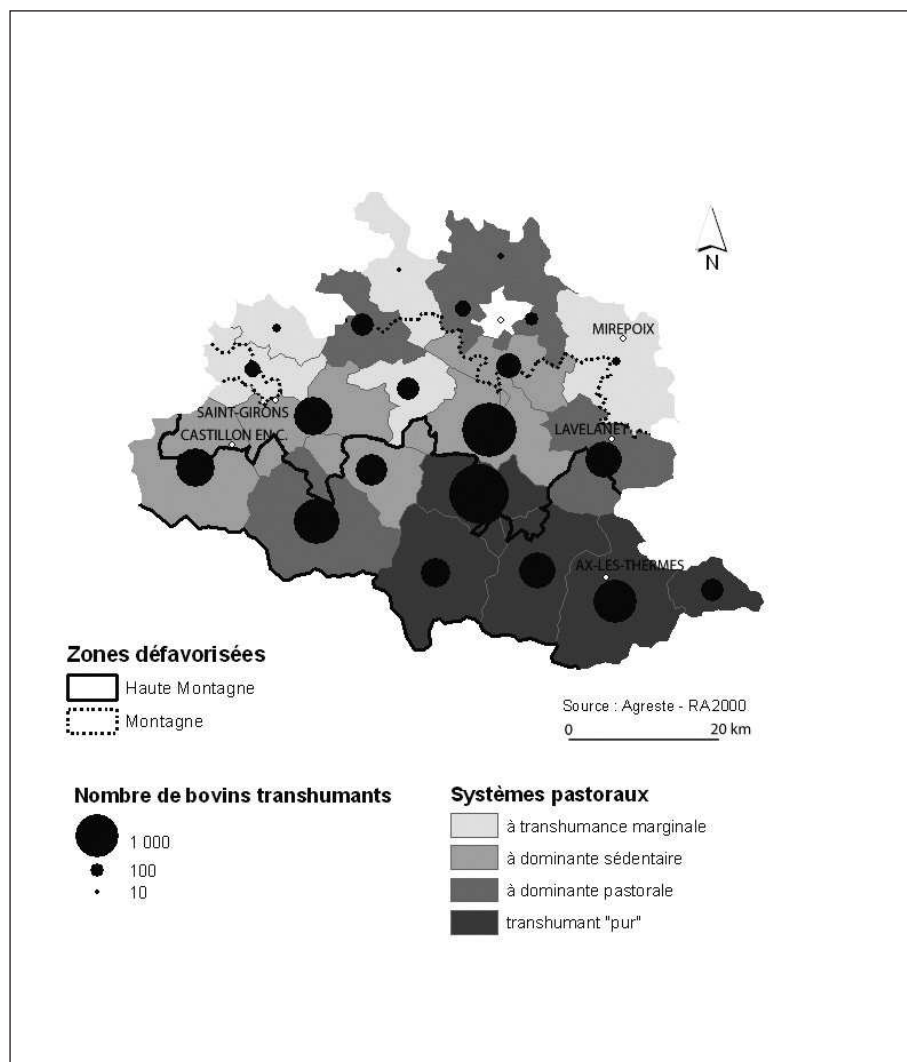 N
MIREPOIX
SAINT-GIRONS
LAVELANET
CASTILLON EN C.
AX-LES-THERMES
Zones défavorisées
Haute Montagne
Montagne
Source : Agreste - RA2000
0 20 km
Nombre de bovins transhumants
1 000
100
10
Systèmes pastoraux
à transhumance marginale
à dominante sédentaire
à dominante pastorale
transhumant "pur"